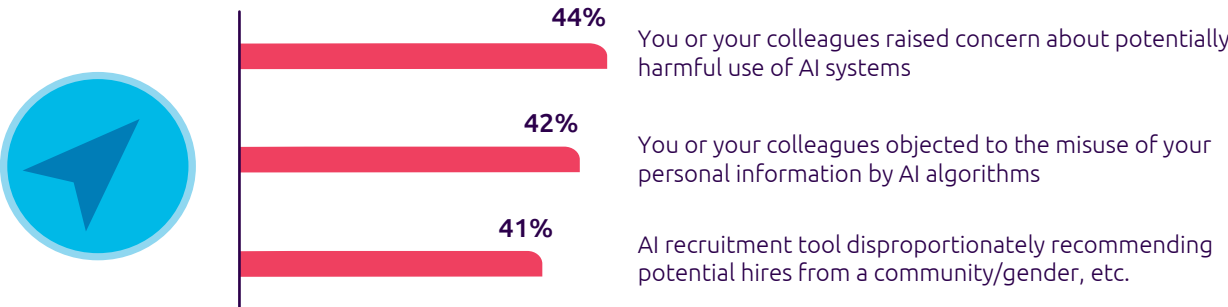 44%
You or your colleagues raised concern about potentially
harmful use of AI systems
42%
You or your colleagues objected to the misuse of your
personal information by AI algorithms
41%
AI recruitment tool disproportionately recommending
potential hires from a community/gender, etc.